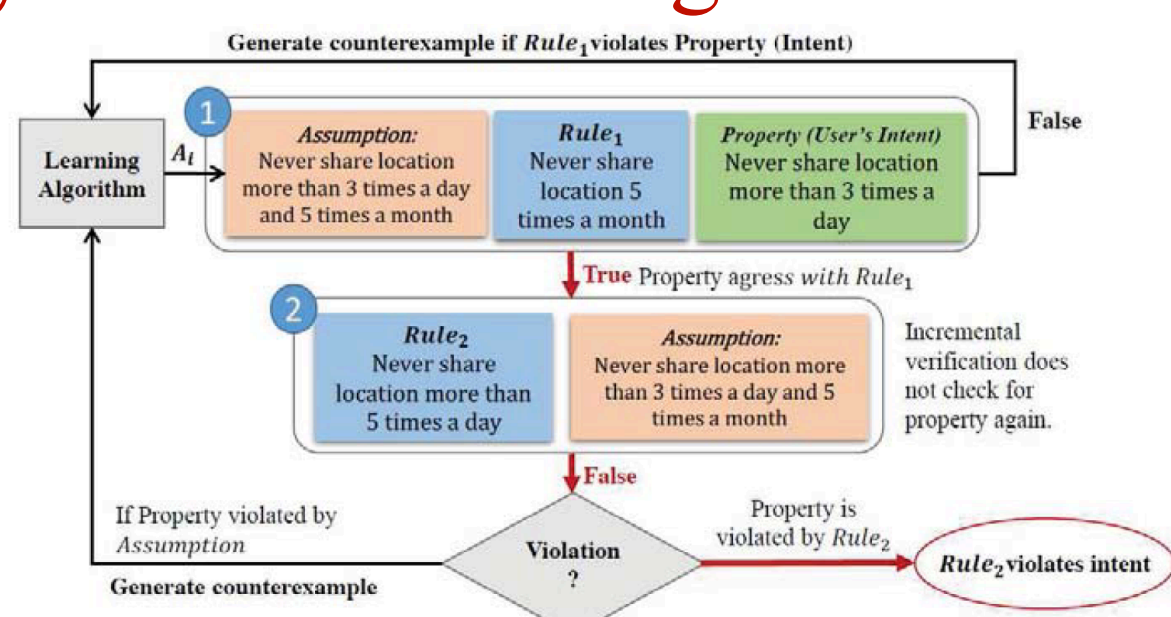 Generate counterexample if Rule₁violates Property (Intent)
False
1
Learning
Algorithm
Aᵢ
Assumption:
Never share location
more than 3 times a day
and 5 times a month
Rule₁
Never share
location 5
times a month
Property (User's Intent)
Never share location
more than 3 times a
day
True Property agress with Rule₁
2
Rule₂
Never share
location more than
5 times a day
Assumption:
Never share location more
than 3 times a day and 5
times a month
Incremental
verification does
not check for
property again.
False
If Property violated by
Assumption
Generate counterexample
Violation
?
Property is
violated by Rule₂
Rule₂violates intent